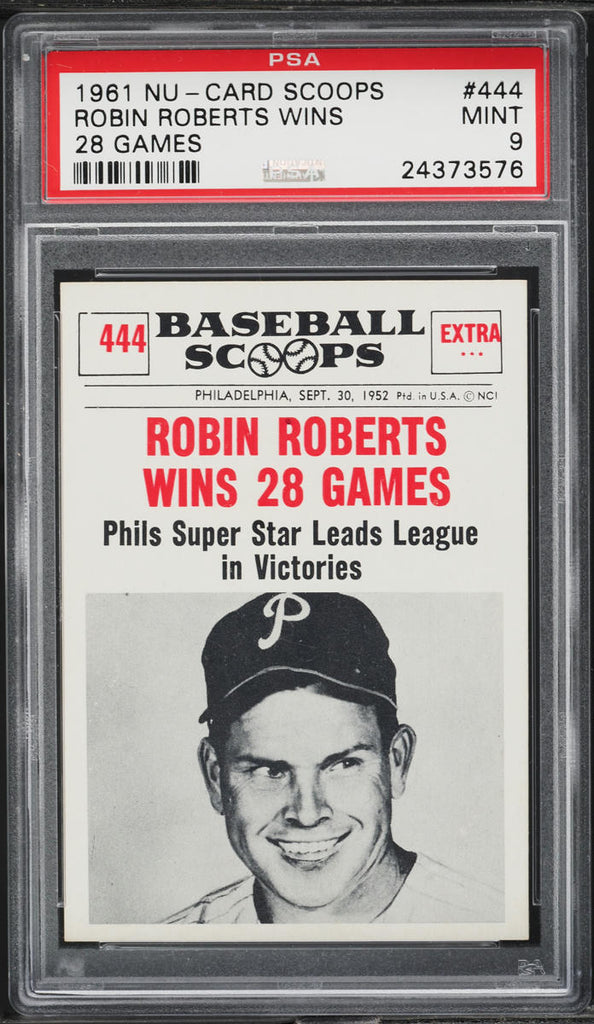 PSA
1961 NU-CARD SCOOPS #444
ROBIN ROBERTS WINS MINT
28 GAMES 9
24373576
444 BASEBALL SCOOPS EXTRA
PHILADELPHIA, SEPT. 30, 1952 Ptd. in U.S.A. © NCI
ROBIN ROBERTS
WINS 28 GAMES
Phils Super Star Leads League
in Victories
P